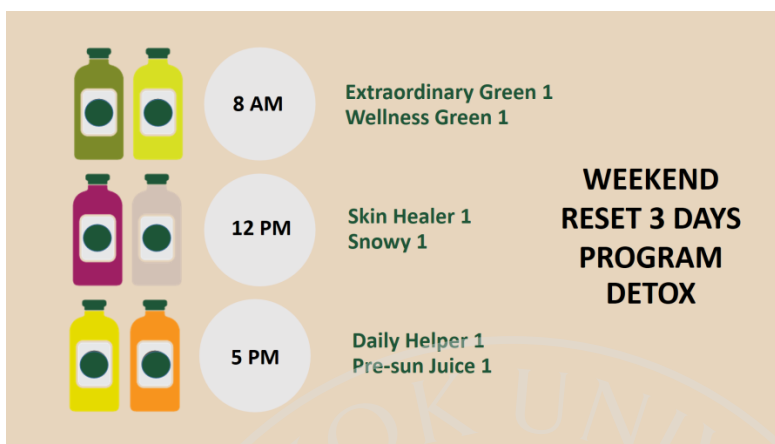 8 AM
Extraordinary Green 1
Wellness Green 1
12 PM
Skin Healer 1
Snowy 1
5 PM
Daily Helper 1
Pre-sun Juice 1
WEEKEND
RESET 3 DAYS
PROGRAM
DETOX